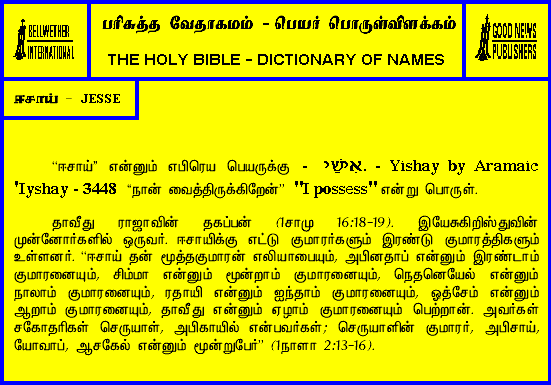 BELLWETHER
INTERNATIONAL
பரிசுத்த வேதாகமம் - பெயர் பொருள்விளக்கம்
THE HOLY BIBLE - DICTIONARY OF NAMES
GOOD NEWS
PUBLISHERS
ஈசாய் - JESSE
“ஈசாய்” என்னும் எபிரெய பெயருக்கு - אִישַׁי. - Yishay by Aramaic
'Iyshay - 3448 “நான் வைத்திருக்கிறேன்” "I possess" என்று பொருள்.
தாவீது ராஜாவின் தகப்பன் (1சாமு 16:18-19). இயேசுகிறிஸ்துவின்
முன்னோர்களில் ஒருவர். ஈசாயிக்கு எட்டு குமாரர்களும் இரண்டு குமாரத்திகளும்
உள்ளனர். “ஈசாய் தன் மூத்தகுமாரன் எலியாபையும், அபினதாப் என்னும் இரண்டாம்
குமாரனையும், சிம்மா என்னும் மூன்றாம் குமாரனையும், நெதனெயேல் என்னும்
நாலாம் குமாரனையும், ரதாயி என்னும் ஐந்தாம் குமாரனையும், ஒத்சேம் என்னும்
ஆறாம் குமாரனையும், தாவீது என்னும் ஏழாம் குமாரனையும் பெற்றான். அவர்கள்
சகோதரிகள் செருயாள், அபிகாயில் என்பவர்கள்; செருயாளின் குமாரர், அபிசாய்,
யோவாப், ஆசகேல் என்னும் மூன்றுபேர்” (1நாளா 2:13-16).